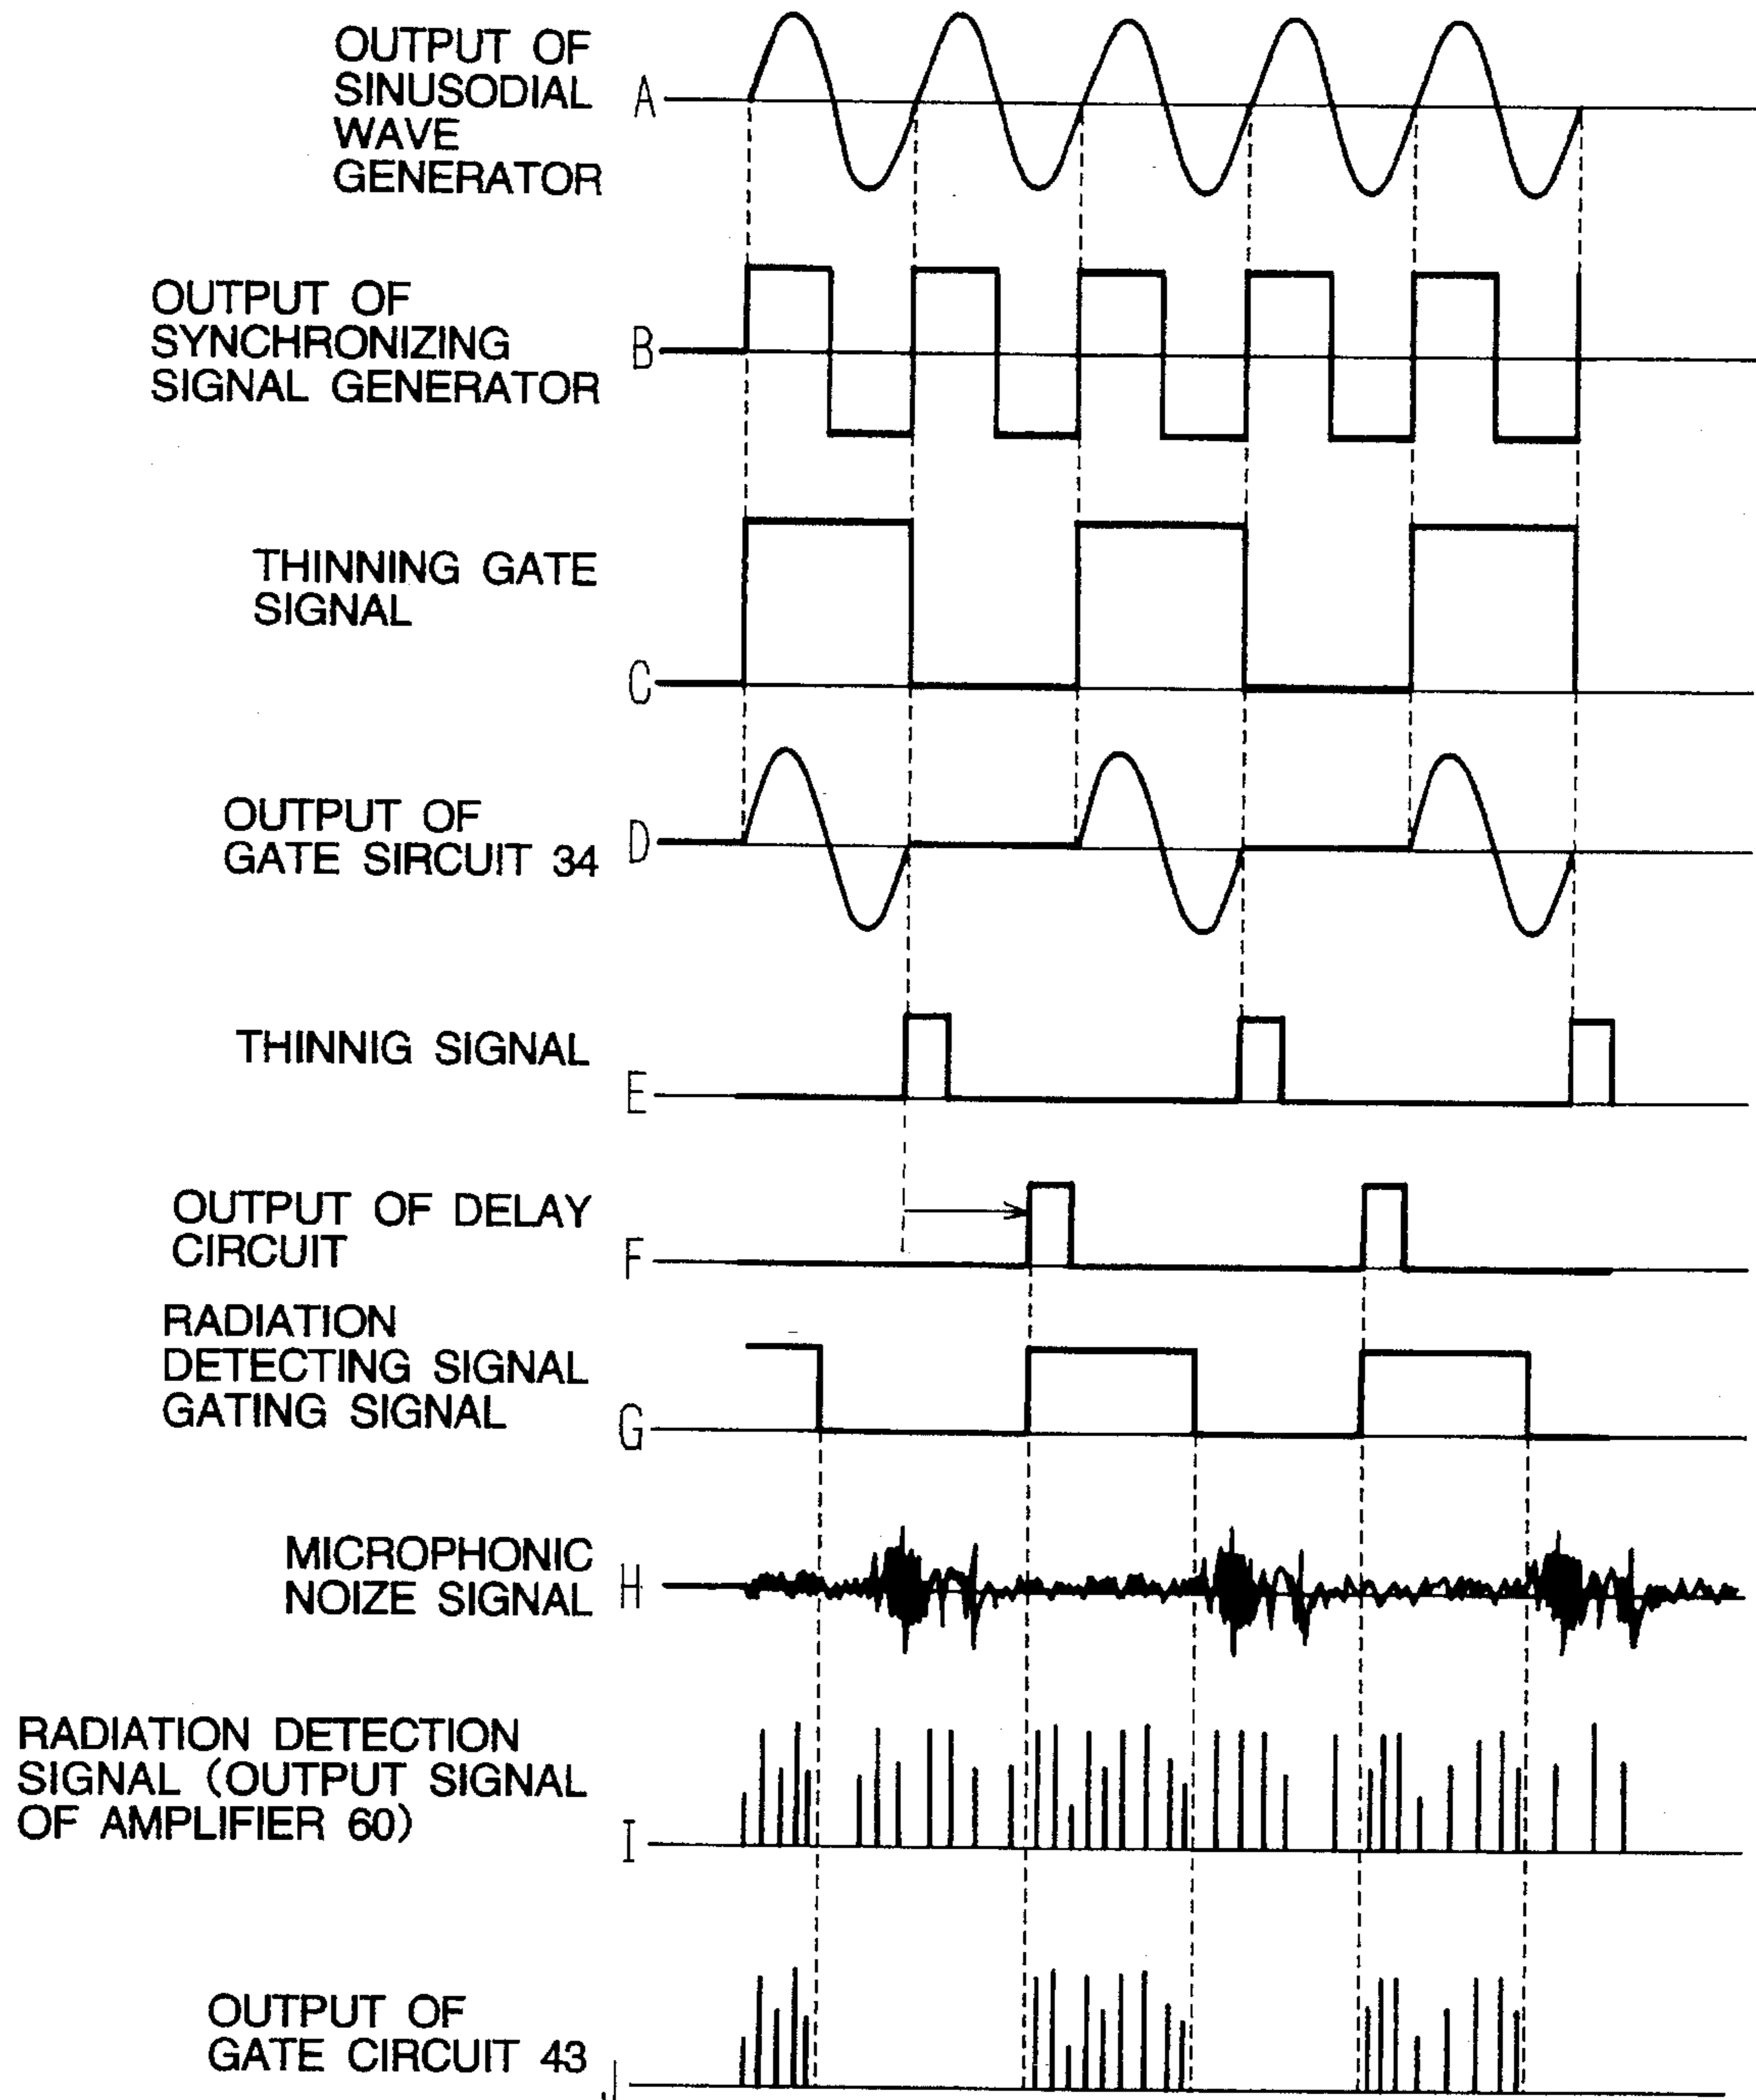 OUTPUT OF
SINUSODIAL
WAVE
GENERATOR
A
OUTPUT OF
SYNCHRONIZING
SIGNAL GENERATOR
B
THINNING GATE
SIGNAL
C
OUTPUT OF
GATE SIRCUIT 34
D
THINNIG SIGNAL
E
OUTPUT OF DELAY
CIRCUIT
F
RADIATION
DETECTING SIGNAL
GATING SIGNAL
G
MICROPHONIC
NOIZE SIGNAL
H
RADIATION DETECTION
SIGNAL (OUTPUT SIGNAL
OF AMPLIFIER 60)
I
OUTPUT OF
GATE CIRCUIT 43
J